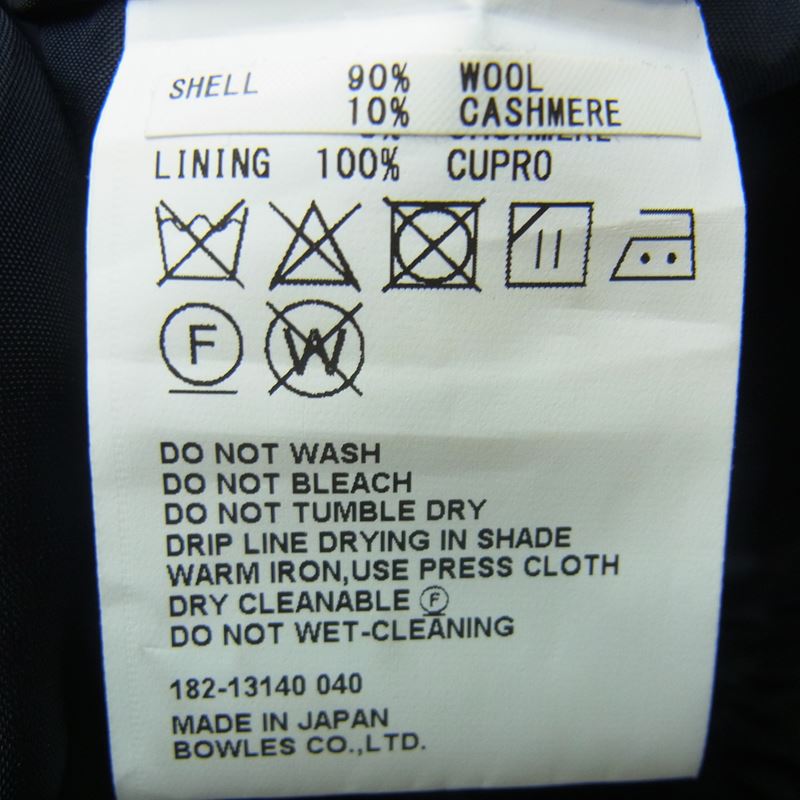 SHELL 90% WOOL
10% CASHMERE
LINING 100% CUPRO
F W
DO NOT WASH
DO NOT BLEACH
DO NOT TUMBLE DRY
DRIP LINE DRYING IN SHADE
WARM IRON,USE PRESS CLOTH
DRY CLEANABLE Ⓕ
DO NOT WET-CLEANING
182-13140 040
MADE IN JAPAN
BOWLES CO.,LTD.